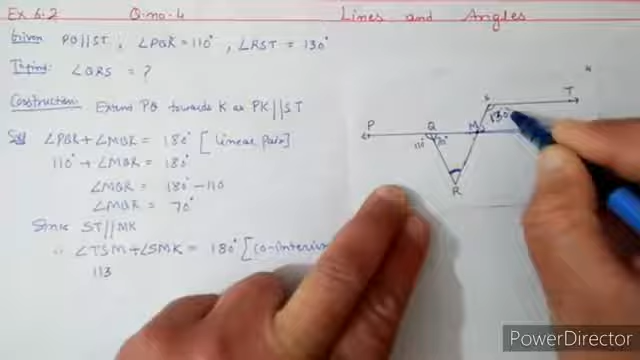 Ex 6.2 Q.no.4 Lines and Angles
Given PQ||ST, ∠PQR = 110°, ∠RST = 130°
To find: ∠QRS = ?
Construction: Extend PQ towards K as PK||ST
Sol ∠PQR + ∠MQR = 180° [linear pair]
110° + ∠MQR = 180°
∠MQR = 180° - 110
∠MQR = 70°
Since ST||MK
∴ ∠TSM + ∠SMK = 180° [co-interior
113
S T
130°
P Q M
110° 70°
R
PowerDirector